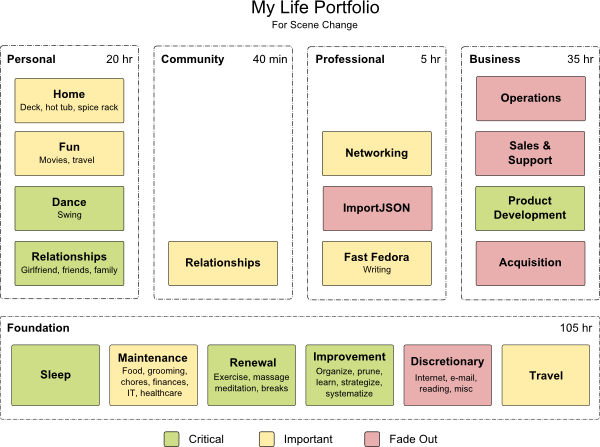 My Life Portfolio
For Scene Change
Personal 20 hr
Home
Deck, hot tub, spice rack
Fun
Movies, travel
Dance
Swing
Relationships
Girlfriend, friends, family
Community 40 min
Relationships
Professional 5 hr
Networking
ImportJSON
Fast Fedora
Writing
Business 35 hr
Operations
Sales &
Support
Product
Development
Acquisition
Foundation 105 hr
Sleep
Maintenance
Food, grooming,
chores, finances,
IT, healthcare
Renewal
Exercise, massage
meditation, breaks
Improvement
Organize, prune,
learn, strategize,
systematize
Discretionary
Internet, e-mail,
reading, misc
Travel
Critical
Important
Fade Out